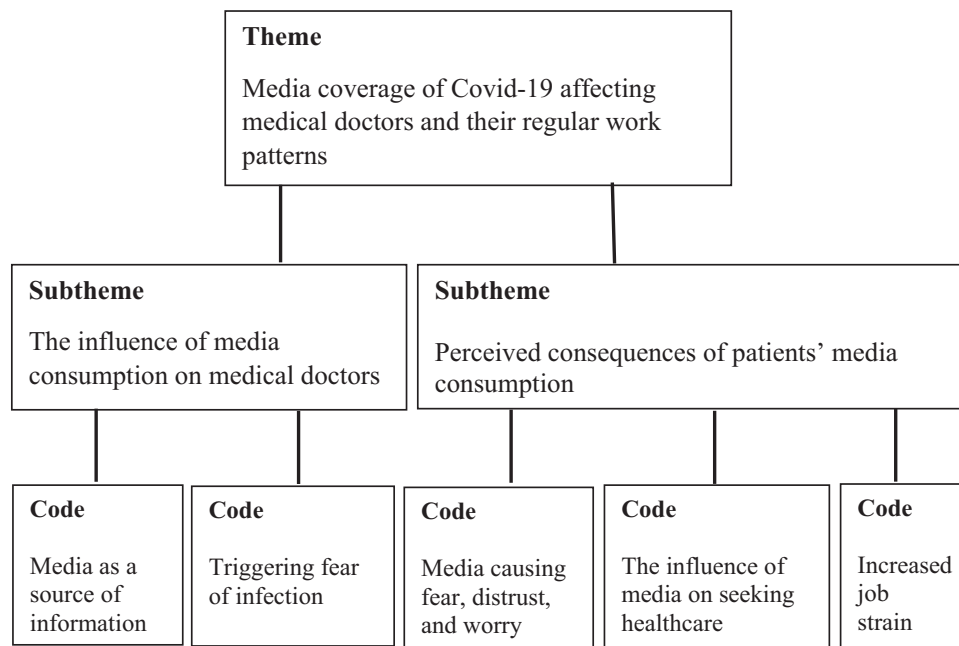 Theme
Media coverage of Covid-19 affecting
medical doctors and their regular work
patterns
Subtheme
The influence of media
consumption on medical doctors
Subtheme
Perceived consequences of patients’ media
consumption
Code
Media as a
source of
information
Code
Triggering fear
of infection
Code
Media causing
fear, distrust,
and worry
Code
The influence of
media on seeking
healthcare
Code
Increased
job
strain